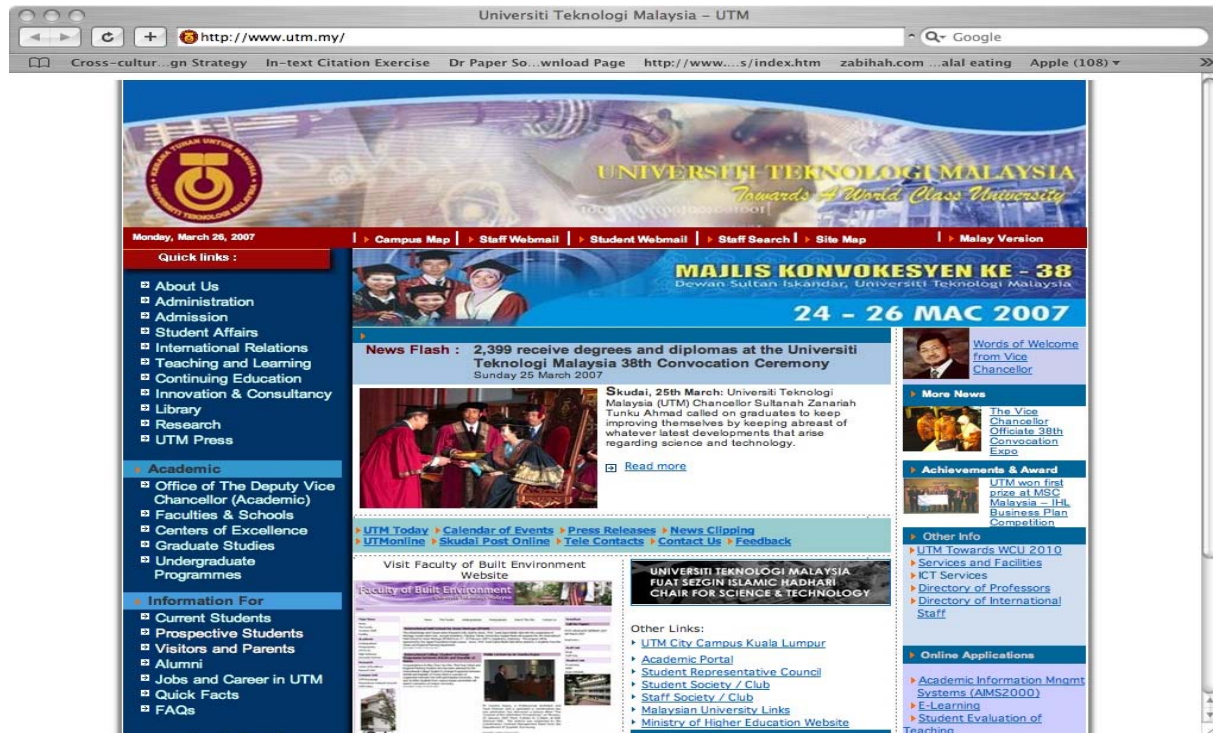 Universiti Teknologi Malaysia – UTM
http://www.utm.my/
Google
Cross-cultur...gn Strategy In-text Citation Exercise Dr Paper So...wnload Page http://www....s/index.htm zabihah.com ...alal eating Apple (108)
KERANA TUHAN UNTUK MANUSIA
UNIVERSITI TEKNOLOGI MALAYSIA
UNIVERSITI TEKNOLOGI MALAYSIA
Towards A World Class University
Monday, March 26, 2007
Campus Map | Staff Webmail | Student Webmail | Staff Search | Site Map | Malay Version
Quick links :
About Us
Administration
Admission
Student Affairs
International Relations
Teaching and Learning
Continuing Education
Innovation & Consultancy
Library
Research
UTM Press
Academic
Office of The Deputy Vice
Chancellor (Academic)
Faculties & Schools
Centers of Excellence
Graduate Studies
Undergraduate
Programmes
Information For
Current Students
Prospective Students
Visitors and Parents
Alumni
Jobs and Career in UTM
Quick Facts
FAQs
MAJLIS KONVOKESYEN KE - 38
Dewan Sultan Iskandar, Universiti Teknologi Malaysia
24 - 26 MAC 2007
News Flash : 2,399 receive degrees and diplomas at the Universiti
Teknologi Malaysia 38th Convocation Ceremony
Sunday 25 March 2007
Skudai, 25th March: Universiti Teknologi
Malaysia (UTM) Chancellor Sultanah Zanariah
Tunku Ahmad called on graduates to keep
improving themselves by keeping abreast of
whatever latest developments that arise
regarding science and technology.
Read more
UTM Today Calendar of Events Press Releases News Clipping
UTMonline Skudai Post Online Tele Contacts Contact Us Feedback
Visit Faculty of Built Environment
Website
Faculty of Built Environment
UNIVERSITI TEKNOLOGI MALAYSIA
FUAT SEZGIN ISLAMIC HADHARI
CHAIR FOR SCIENCE & TECHNOLOGY
Other Links:
UTM City Campus Kuala Lumpur
Academic Portal
Student Representative Council
Student Society / Club
Staff Society / Club
Malaysian University Links
Ministry of Higher Education Website
Words of Welcome
from Vice
Chancellor
More News
The Vice
Chancellor
Officiate 38th
Convocation
Expo
Achievements & Award
UTM won first
prize at MSC
Malaysia – IHL
Business Plan
Competition
Other Info
UTM Towards WCU 2010
Services and Facilities
ICT Services
Directory of Professors
Directory of International
Staff
Online Applications
Academic Information Mngmt
Systems (AIMS2000)
E-Learning
Student Evaluation of
Teaching